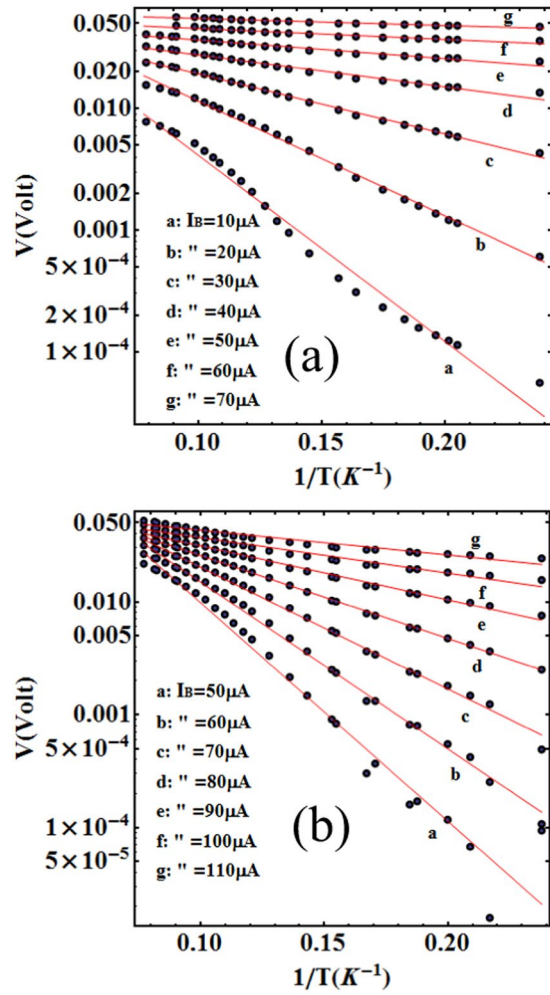 0.050
0.020
0.010
0.005
0.002
0.001
5×10⁻⁴
2×10⁻⁴
1×10⁻⁴
V(Volt)
g
f
e
d
c
b
a
a: IB=10μA
b: " =20μA
c: " =30μA
d: " =40μA
e: " =50μA
f: " =60μA
g: " =70μA
(a)
0.10 0.15 0.20
1/T(K⁻¹)
0.050
0.010
0.005
0.001
5×10⁻⁴
1×10⁻⁴
5×10⁻⁵
V(Volt)
g
f
e
d
c
b
a
a: IB=50μA
b: " =60μA
c: " =70μA
d: " =80μA
e: " =90μA
f: " =100μA
g: " =110μA
(b)
0.10 0.15 0.20
1/T(K⁻¹)